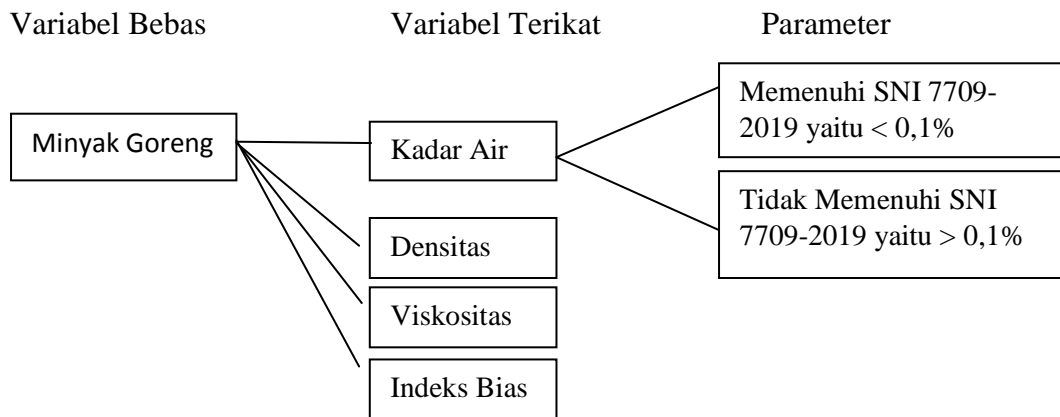 Variabel Bebas
Variabel Terikat
Parameter
Minyak Goreng
Kadar Air
Densitas
Viskositas
Indeks Bias
Memenuhi SNI 7709-
2019 yaitu < 0,1%
Tidak Memenuhi SNI
7709-2019 yaitu > 0,1%